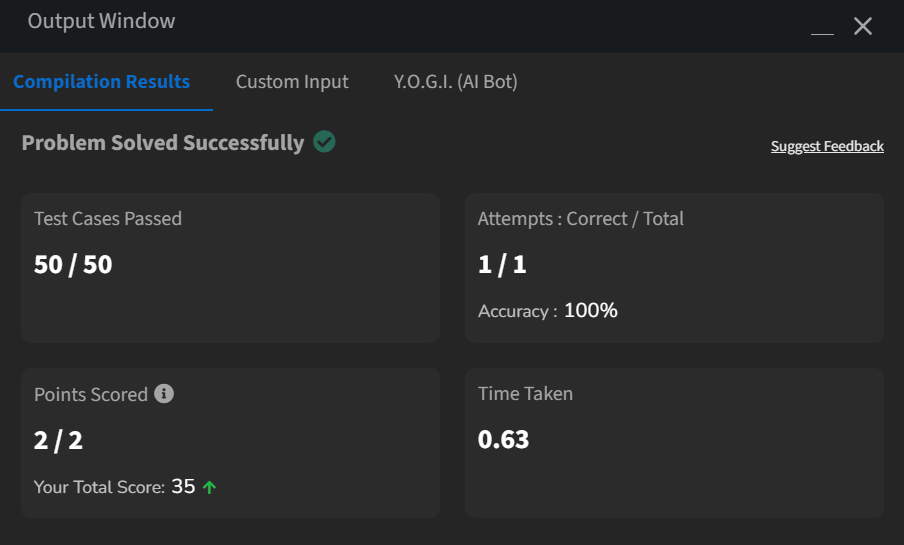 Output Window
Compilation Results
Custom Input
Y.O.G.I. (AI Bot)
Problem Solved Successfully
Suggest Feedback
Test Cases Passed
50 / 50
Attempts : Correct / Total
1 / 1
Accuracy : 100%
Points Scored
2 / 2
Your Total Score: 35
Time Taken
0.63